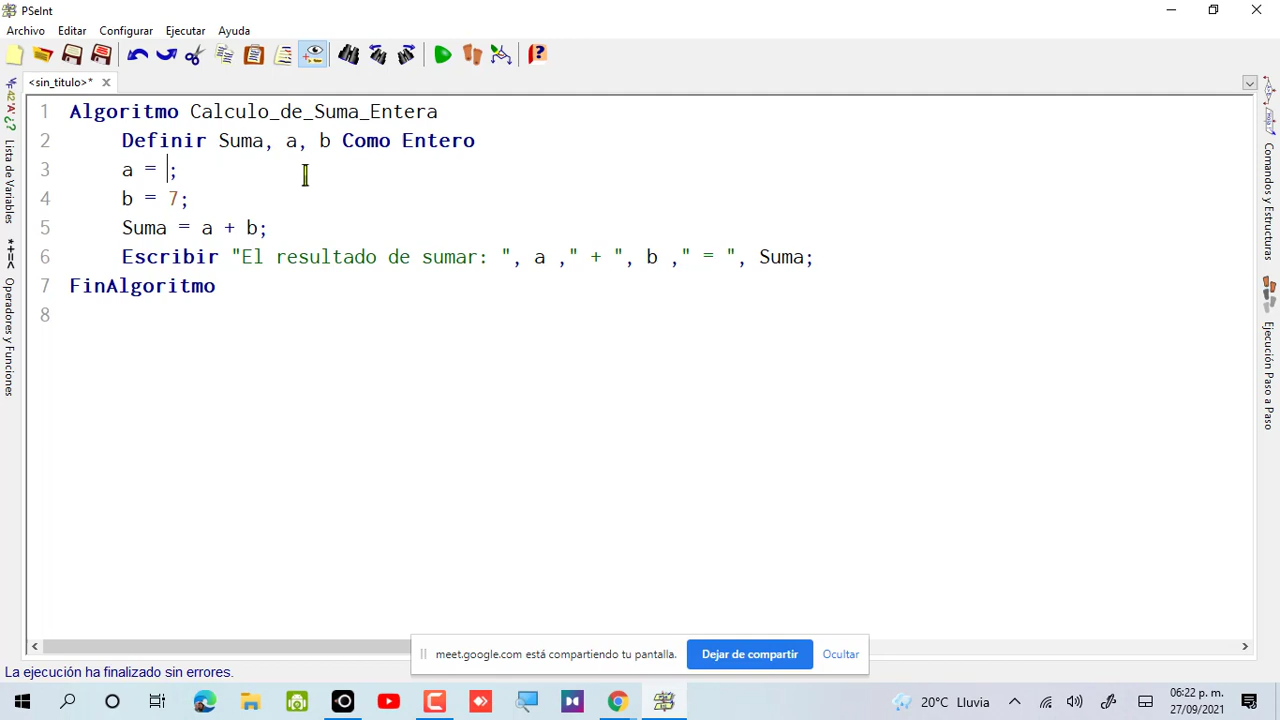 PSeInt
Archivo Editar Configurar Ejecutar Ayuda
<sin_titulo>*
1 Algoritmo Calculo_de_Suma_Entera
2 Definir Suma, a, b Como Entero
3 a = ;
4 b = 7;
5 Suma = a + b;
6 Escribir "El resultado de sumar: ", a ," + ", b ," = ", Suma;
7 FinAlgoritmo
8
Lista de Variables
*+=< Operadores y Funciones
Comandos y Estructuras
Ejecución Paso a Paso
meet.google.com está compartiendo tu pantalla. Dejar de compartir Ocultar
La ejecución ha finalizado sin errores.
20°C Lluvia
06:22 p. m.
27/09/2021